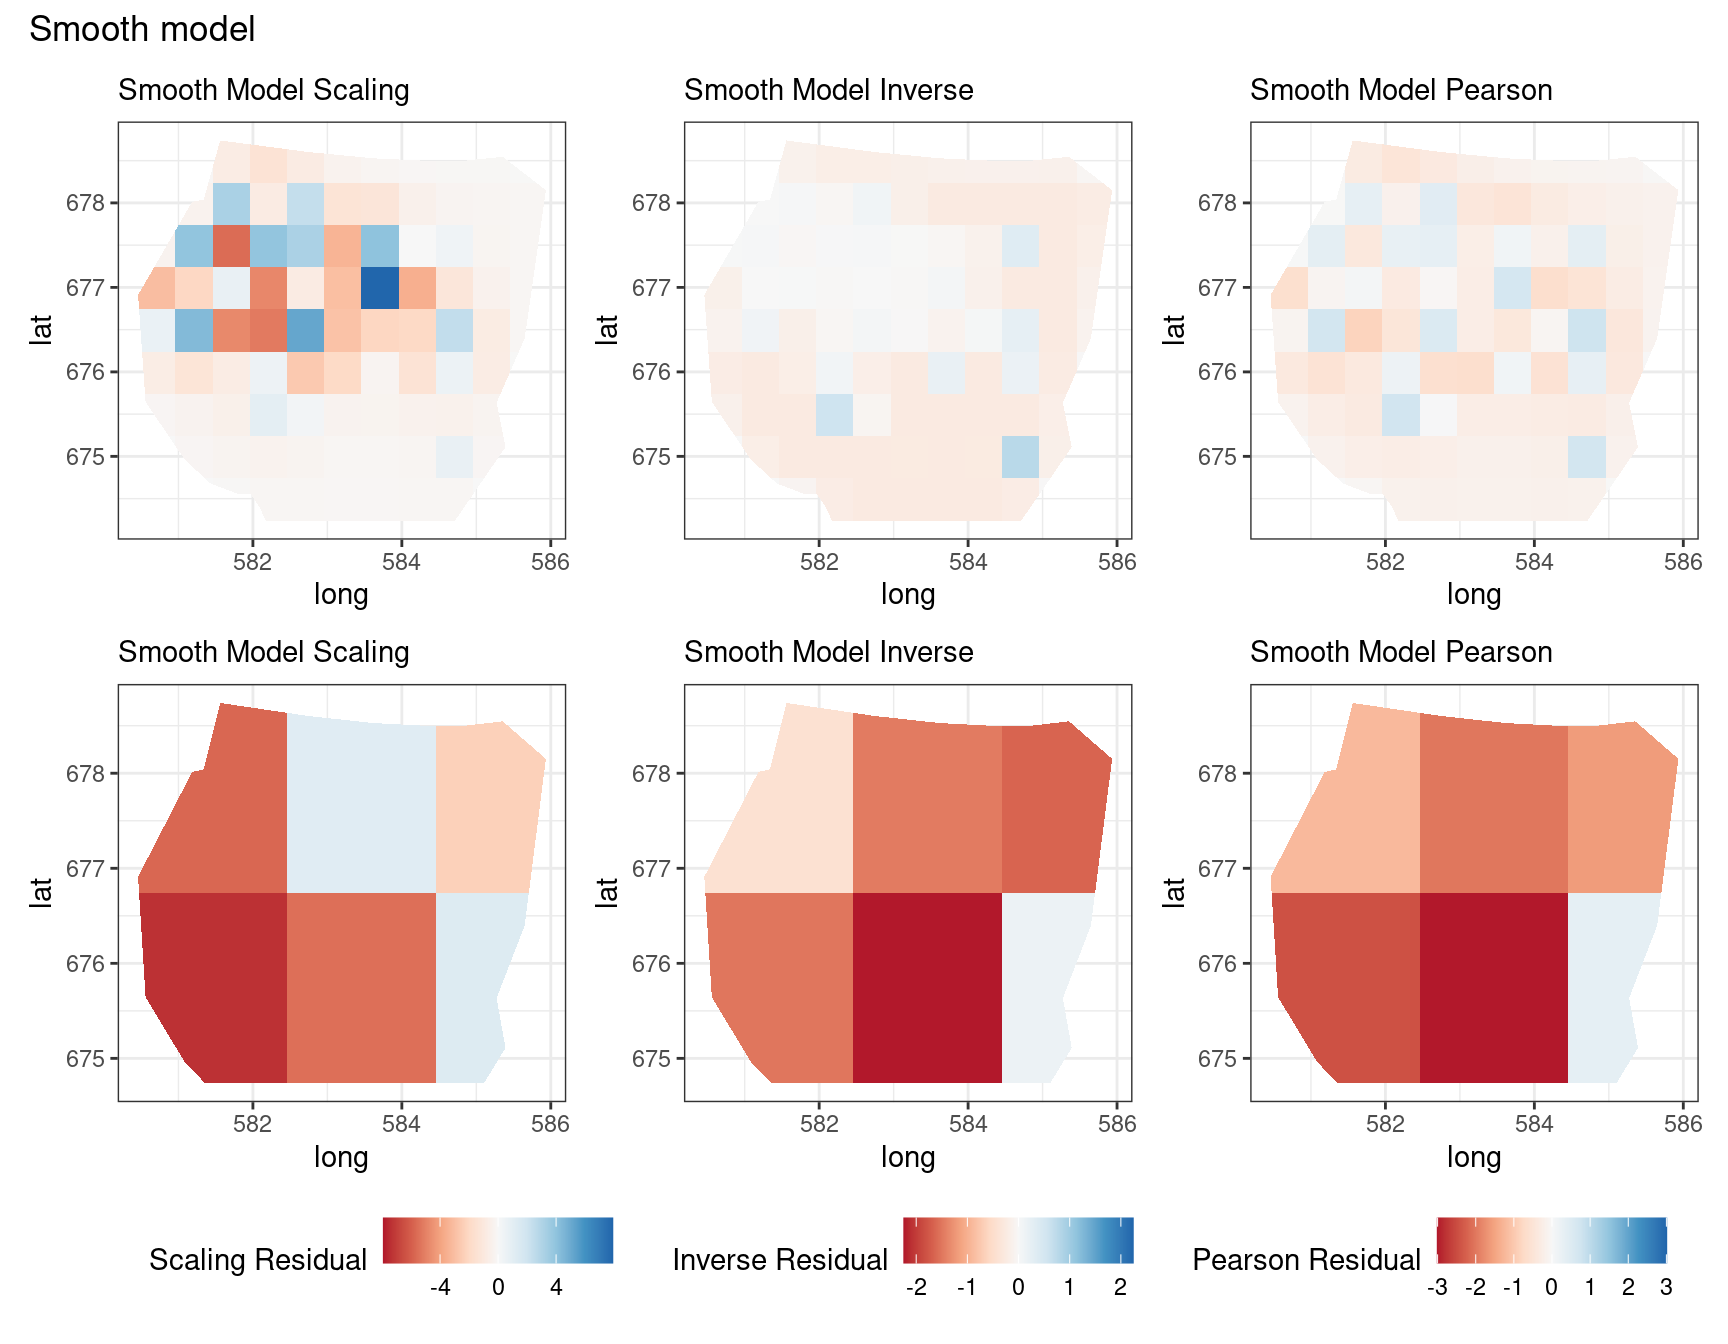 Smooth model
Smooth Model Scaling
Smooth Model Inverse
Smooth Model Pearson
678
677
676
675
lat
582
584
586
long
678
677
676
675
lat
582
584
586
long
678
677
676
675
lat
582
584
586
long
Smooth Model Scaling
Smooth Model Inverse
Smooth Model Pearson
678
677
676
675
lat
582
584
586
long
678
677
676
675
lat
582
584
586
long
678
677
676
675
lat
582
584
586
long
Scaling Residual
-4 0 4
Inverse Residual
-2 -1 0 1 2
Pearson Residual
-3 -2 -1 0 1 2 3